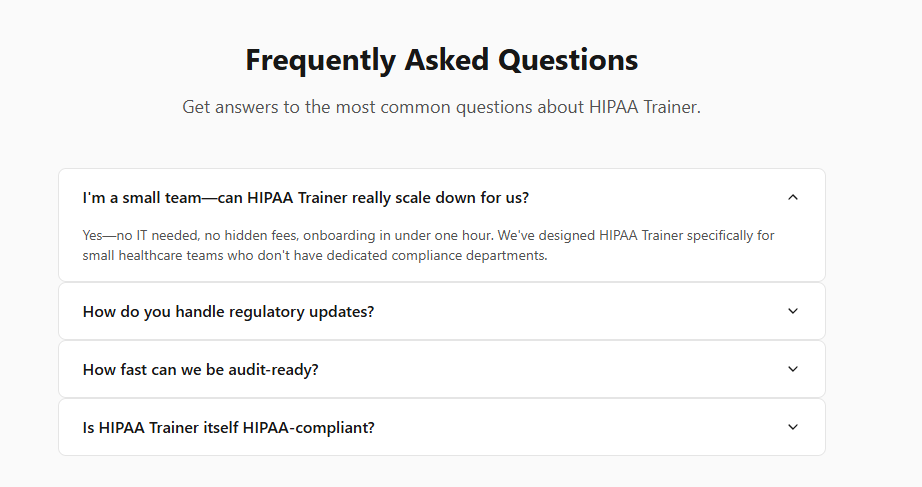 Frequently Asked Questions
Get answers to the most common questions about HIPAA Trainer.
I'm a small team—can HIPAA Trainer really scale down for us?
Yes—no IT needed, no hidden fees, onboarding in under one hour. We've designed HIPAA Trainer specifically for
small healthcare teams who don't have dedicated compliance departments.
How do you handle regulatory updates?
How fast can we be audit-ready?
Is HIPAA Trainer itself HIPAA-compliant?